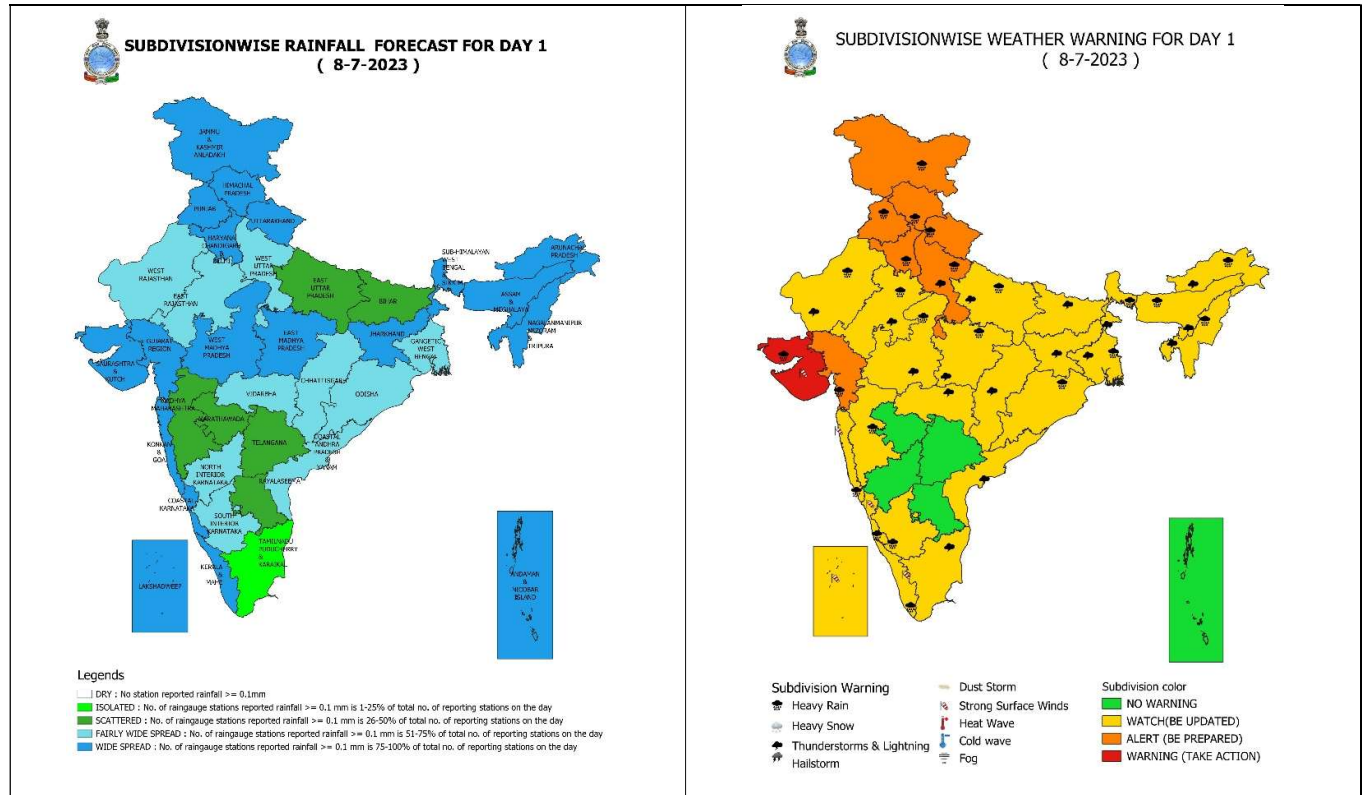 SUBDIVISIONWISE RAINFALL FORECAST FOR DAY 1
( 8-7-2023 )
JAMMU
&
KASHMIR
ANLADAKH
HIMACHAL
PRADESH
PUNJAB
UTTARAKHAND
HARYANA
CHANDIGARH
&
DELHI
WEST
UTTAR
PRADESH
WEST
RAJASTHAN
EAST
RAJASTHAN
EAST
UTTAR
PRADESH
BIHAR
SUB-HIMALAYAN
WEST
BENGAL
&
ARUNACHAL
PRADESH
ASSAM
&
MEGHALAYA
NAGALANMANIPUR
MIZORAM
&
TRIPURA
GUJARAT
REGION
WEST
MADHYA
PRADESH
EAST
MADHYA
PRADESH
JHARKHAND
GANGETIC
WEST
BENGAL
SAURASHTRA
&
KUTCH
CHHATTISGARH
ODISHA
VIDARBHA
MADHYA
MAHARASHTRA
MARATHAWADA
TELANGANA
COASTAL
ANDHRA
PRADESH
&
YANAM
KONKAN
&
GOA
NORTH
INTERIOR
KARNATAKA
RAYALASEEMA
COASTAL
KARNATAKA
SOUTH
INTERIOR
KARNATAKA
TAMILNADU
PUDUCHERRY
&
KARAIKAL
KERALA
&
MAHE
LAKSHADWEEP
ANDAMAN
&
NICOBAR
ISLAND
Legends
DRY : No station reported rainfall >= 0.1mm
ISOLATED : No. of raingauge stations reported rainfall >= 0.1 mm is 1-25% of total no. of reporting stations on the day
SCATTERED : No. of raingauge stations reported rainfall >= 0.1 mm is 26-50% of total no. of reporting stations on the day
FAIRLY WIDE SPREAD : No. of raingauge stations reported rainfall >= 0.1 mm is 51-75% of total no. of reporting stations on the day
WIDE SPREAD : No. of raingauge stations reported rainfall >= 0.1 mm is 75-100% of total no. of reporting stations on the day
SUBDIVISIONWISE WEATHER WARNING FOR DAY 1
( 8-7-2023 )
Subdivision Warning
Heavy Rain
Heavy Snow
Thunderstorms & Lightning
Hailstorm
Dust Storm
Strong Surface Winds
Heat Wave
Cold wave
Fog
Subdivision color
NO WARNING
WATCH(BE UPDATED)
ALERT (BE PREPARED)
WARNING (TAKE ACTION)